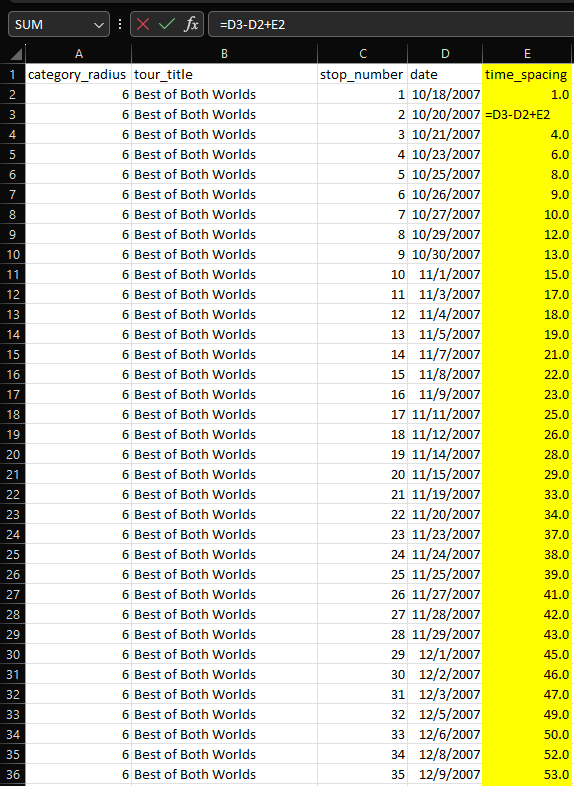 SUM fx =D3-D2+E2
A B C D E
1 category_radius tour_title stop_number date time_spacing
2 6 Best of Both Worlds 1 10/18/2007 1.0
3 6 Best of Both Worlds 2 10/20/2007 =D3-D2+E2
4 6 Best of Both Worlds 3 10/21/2007 4.0
5 6 Best of Both Worlds 4 10/23/2007 6.0
6 6 Best of Both Worlds 5 10/25/2007 8.0
7 6 Best of Both Worlds 6 10/26/2007 9.0
8 6 Best of Both Worlds 7 10/27/2007 10.0
9 6 Best of Both Worlds 8 10/29/2007 12.0
10 6 Best of Both Worlds 9 10/30/2007 13.0
11 6 Best of Both Worlds 10 11/1/2007 15.0
12 6 Best of Both Worlds 11 11/3/2007 17.0
13 6 Best of Both Worlds 12 11/4/2007 18.0
14 6 Best of Both Worlds 13 11/5/2007 19.0
15 6 Best of Both Worlds 14 11/7/2007 21.0
16 6 Best of Both Worlds 15 11/8/2007 22.0
17 6 Best of Both Worlds 16 11/9/2007 23.0
18 6 Best of Both Worlds 17 11/11/2007 25.0
19 6 Best of Both Worlds 18 11/12/2007 26.0
20 6 Best of Both Worlds 19 11/14/2007 28.0
21 6 Best of Both Worlds 20 11/15/2007 29.0
22 6 Best of Both Worlds 21 11/19/2007 33.0
23 6 Best of Both Worlds 22 11/20/2007 34.0
24 6 Best of Both Worlds 23 11/23/2007 37.0
25 6 Best of Both Worlds 24 11/24/2007 38.0
26 6 Best of Both Worlds 25 11/25/2007 39.0
27 6 Best of Both Worlds 26 11/27/2007 41.0
28 6 Best of Both Worlds 27 11/28/2007 42.0
29 6 Best of Both Worlds 28 11/29/2007 43.0
30 6 Best of Both Worlds 29 12/1/2007 45.0
31 6 Best of Both Worlds 30 12/2/2007 46.0
32 6 Best of Both Worlds 31 12/3/2007 47.0
33 6 Best of Both Worlds 32 12/5/2007 49.0
34 6 Best of Both Worlds 33 12/6/2007 50.0
35 6 Best of Both Worlds 34 12/8/2007 52.0
36 6 Best of Both Worlds 35 12/9/2007 53.0